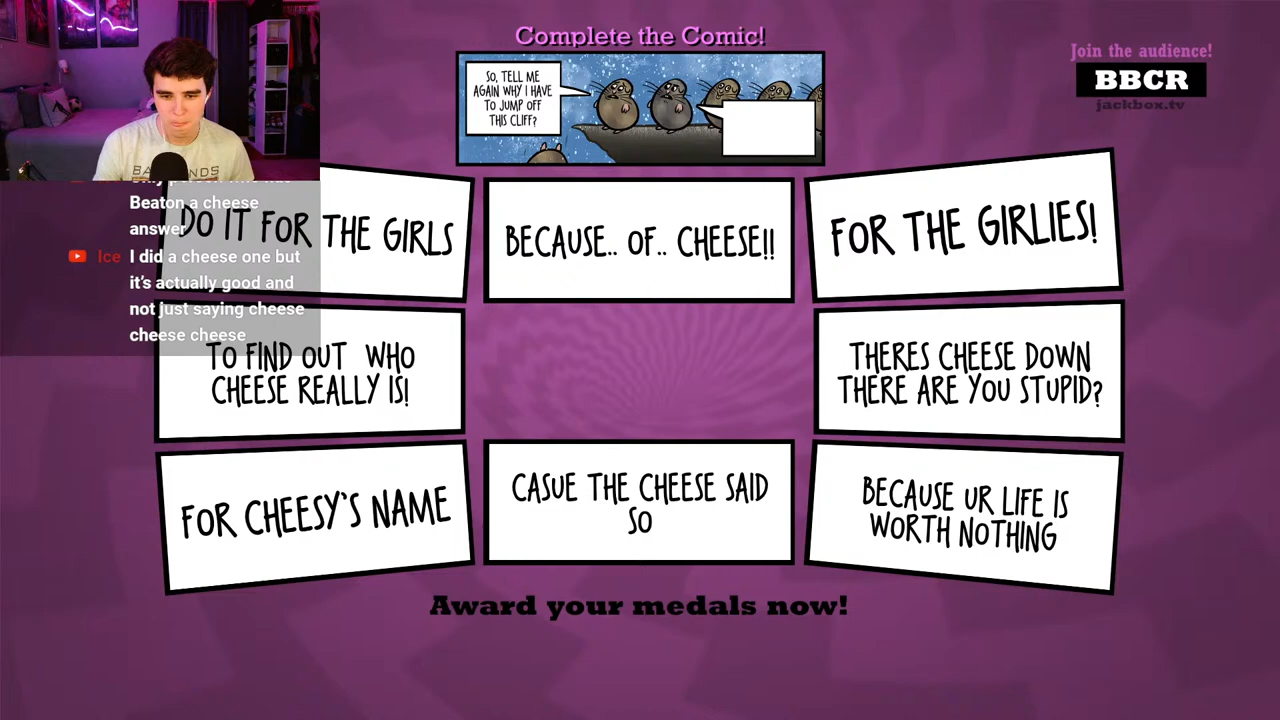 Complete the Comic!
Join the audience!
BBCR
jackbox.tv
SO, TELL ME
AGAIN WHY I HAVE
TO JUMP OFF
THIS CLIFF?
Beaton a cheese
answer
Ice I did a cheese one but
it's actually good and
not just saying cheese
cheese cheese
DO IT FOR THE GIRLS
BECAUSE.. OF.. CHEESE!!
FOR THE GIRLIES!
TO FIND OUT WHO
CHEESE REALLY IS!
THERES CHEESE DOWN
THERE ARE YOU STUPID?
FOR CHEESY'S NAME
CASUE THE CHEESE SAID
SO
BECAUSE UR LIFE IS
WORTH NOTHING
Award your medals now!